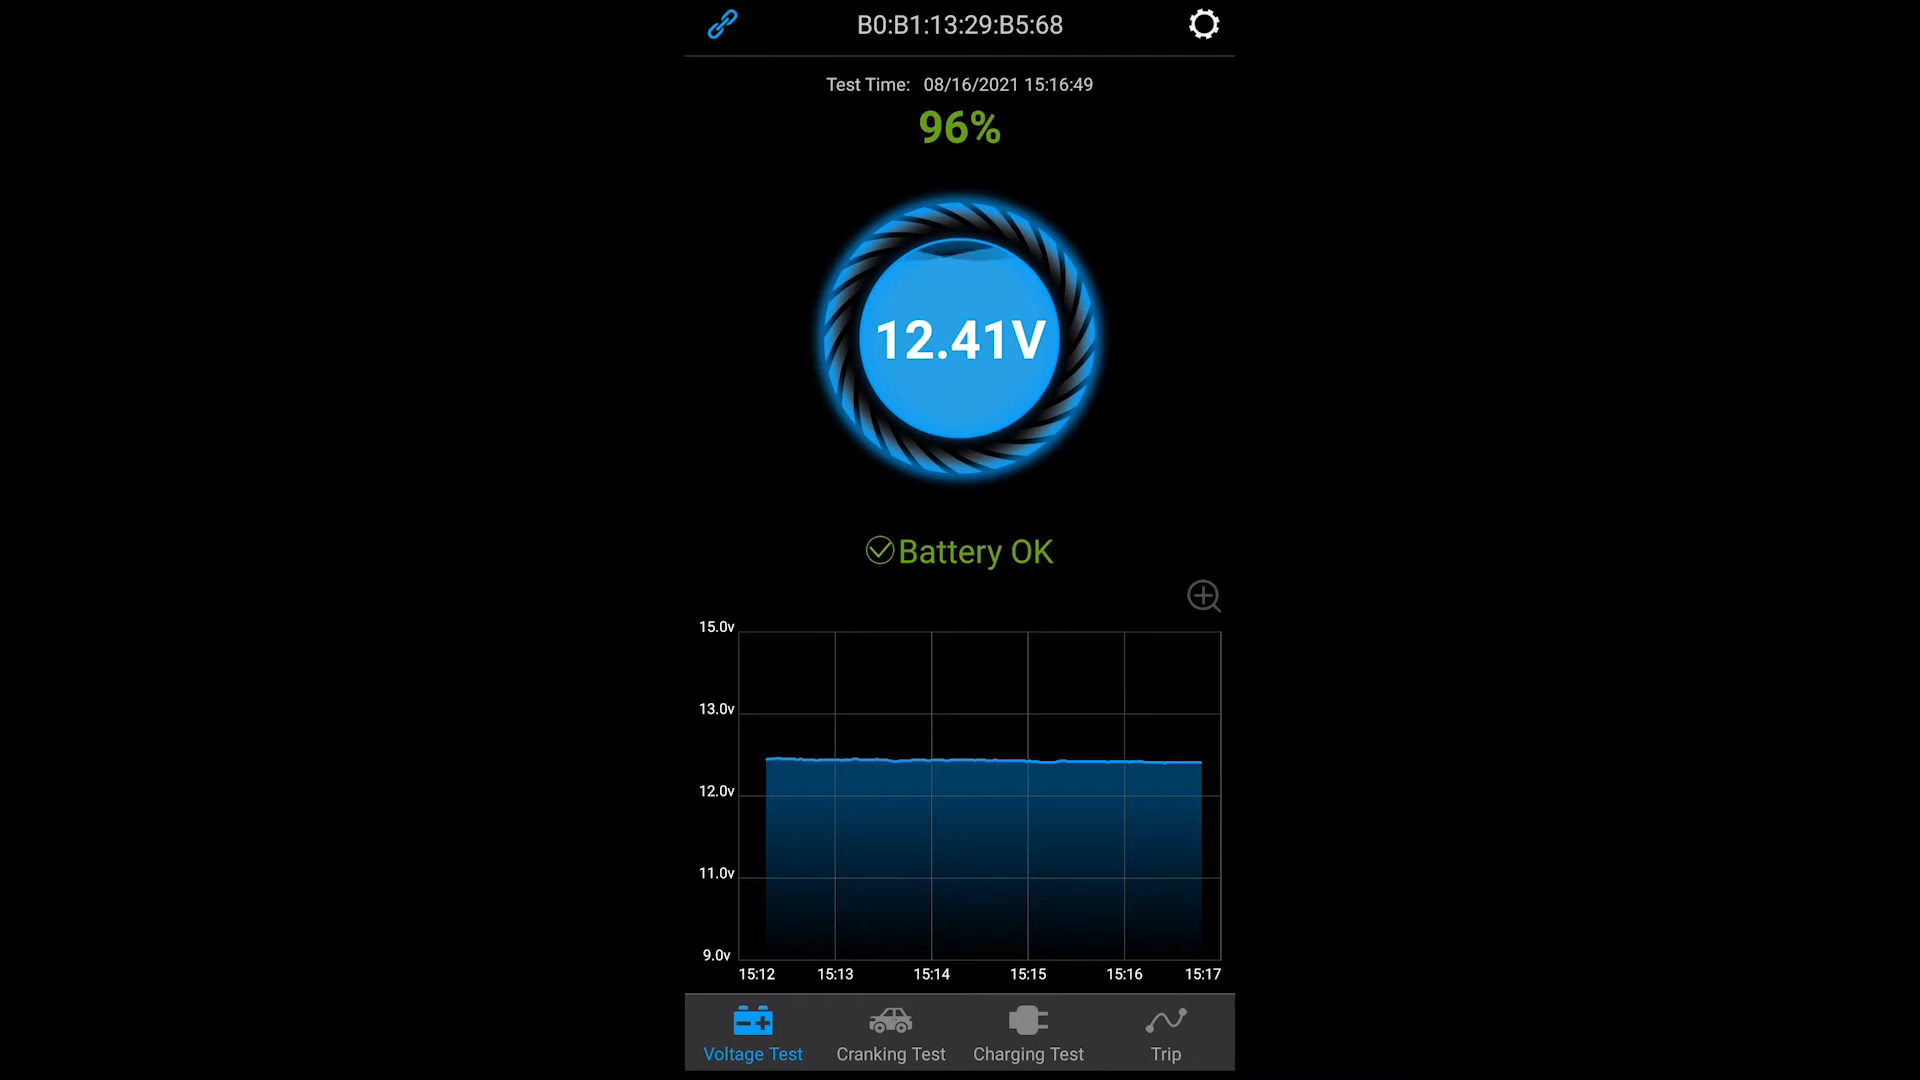 B0:B1:13:29:B5:68
Test Time: 08/16/2021 15:16:49
96%
12.41V
Battery OK
15.0v
13.0v
12.0v
11.0v
9.0v
15:12 15:13 15:14 15:15 15:16 15:17
Voltage Test Cranking Test Charging Test Trip